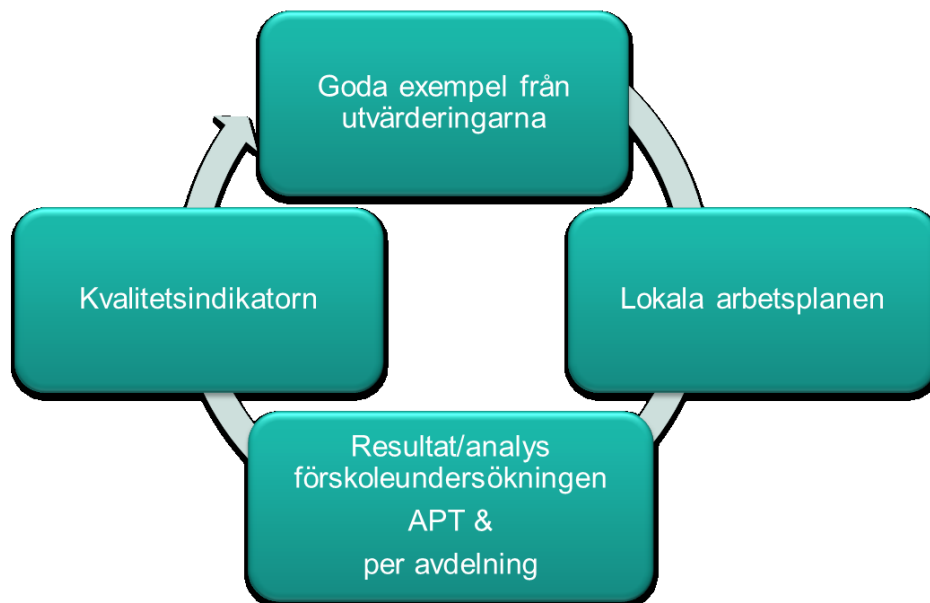 Goda exempel från
utvärderingarna
Kvalitetsindikatorn
Lokala arbetsplanen
Resultat/analys
förskoleundersökningen
APT &
per avdelning